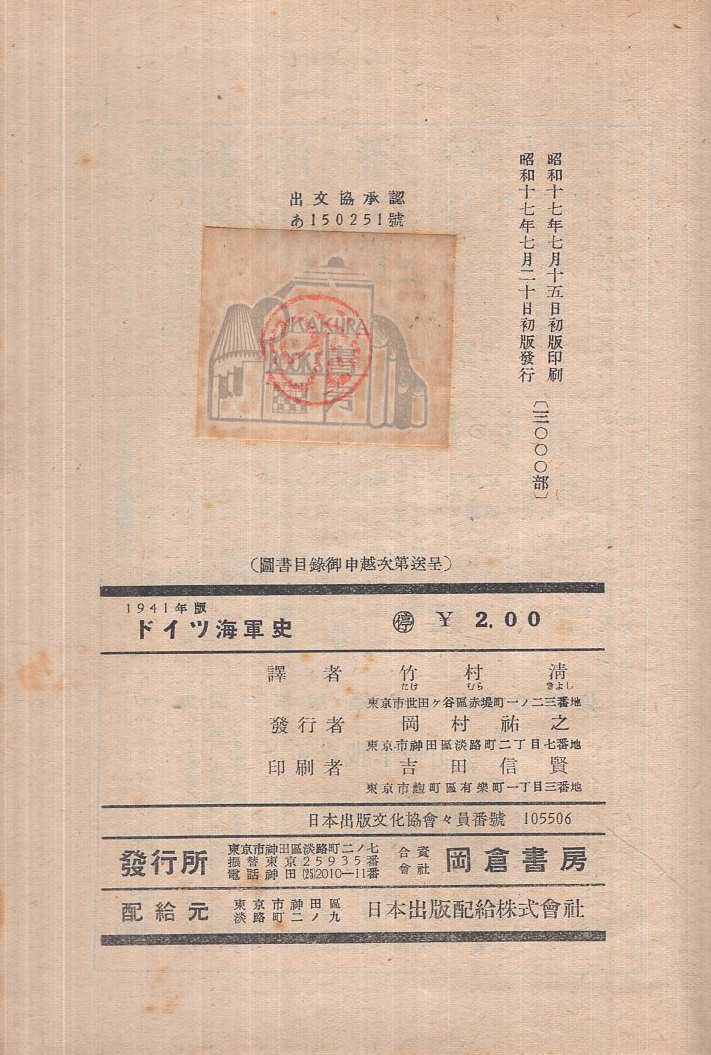 昭和十七年七月十五日初版印刷
昭和十七年七月二十日初版發行
〔三〇〇〇部〕
出文協承認
あ150251號
OKAKURA
BOOKS
書房
(圖書目錄御申越次第送呈)
1941年版
ドイツ海軍史
停 ¥ 2.00
譯者 竹村淸
たけ むら きよし
東京市世田ヶ谷區赤堤町一ノ二三番地
發行者 岡村祐之
東京市神田區淡路町二丁目七番地
印刷者 吉田信賢
東京市麴町區有樂町一丁目三番地
日本出版文化協會々員番號 105506
發行所
東京市神田區淡路町二ノ七
振替東京25935番
電話神田(25)2010—11番
合資會社 岡倉書房
配給元
東京市神田區
淡路町二ノ九
日本出版配給株式會社